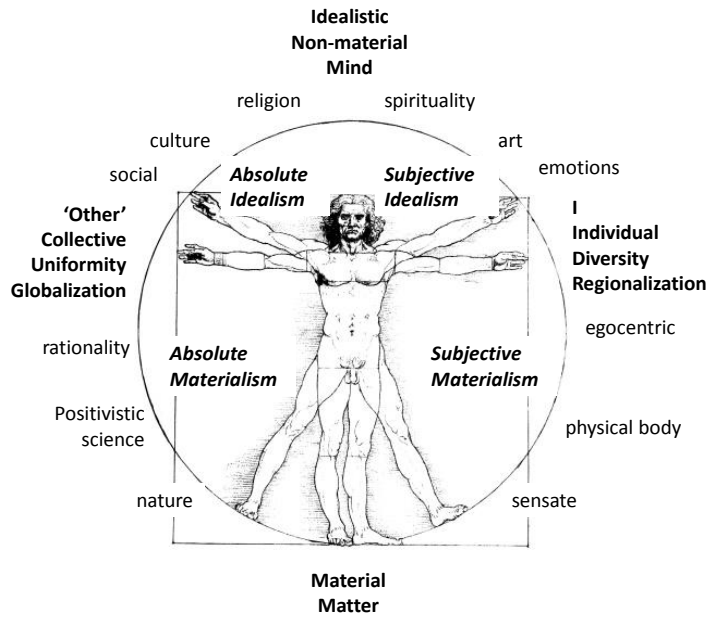 Idealistic
Non-material
Mind
religion
spirituality
culture
art
social
emotions
Absolute
Idealism
Subjective
Idealism
‘Other’
Collective
Uniformity
Globalization
I
Individual
Diversity
Regionalization
rationality
egocentric
Absolute
Materialism
Subjective
Materialism
Positivistic
science
physical body
nature
sensate
Material
Matter